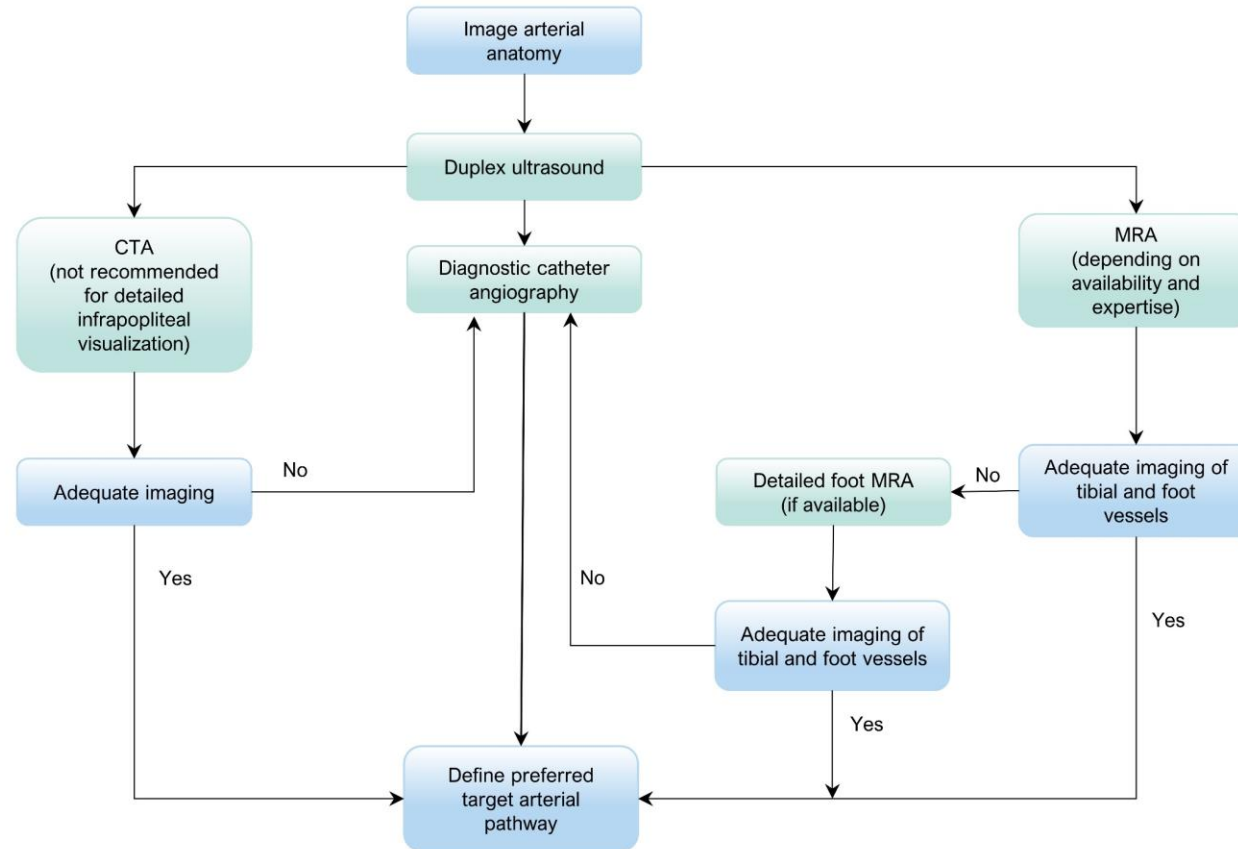 Image arterial
anatomy
Duplex ultrasound
CTA
(not recommended
for detailed
infrapopliteal
visualization)
Diagnostic catheter
angiography
MRA
(depending on
availability and
expertise)
Adequate imaging
No
Detailed foot MRA
(if available)
No
Adequate imaging of
tibial and foot
vessels
Yes
No
Adequate imaging of
tibial and foot vessels
Yes
Yes
Define preferred
target arterial
pathway